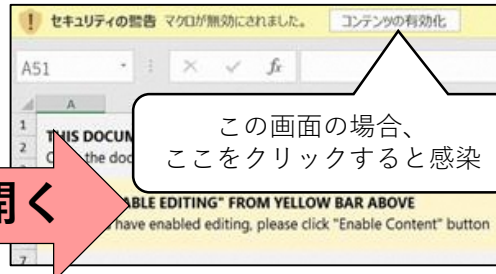 セキュリティの警告 マクロが無効にされました。 コンテンツの有効化
A51 fx
A
1
THIS DOCUM
2
the doc
この画面の場合、
ここをクリックすると感染
開く
ABLE EDITING" FROM YELLOW BAR ABOVE
have enabled editing, please click "Enable Content" button
7